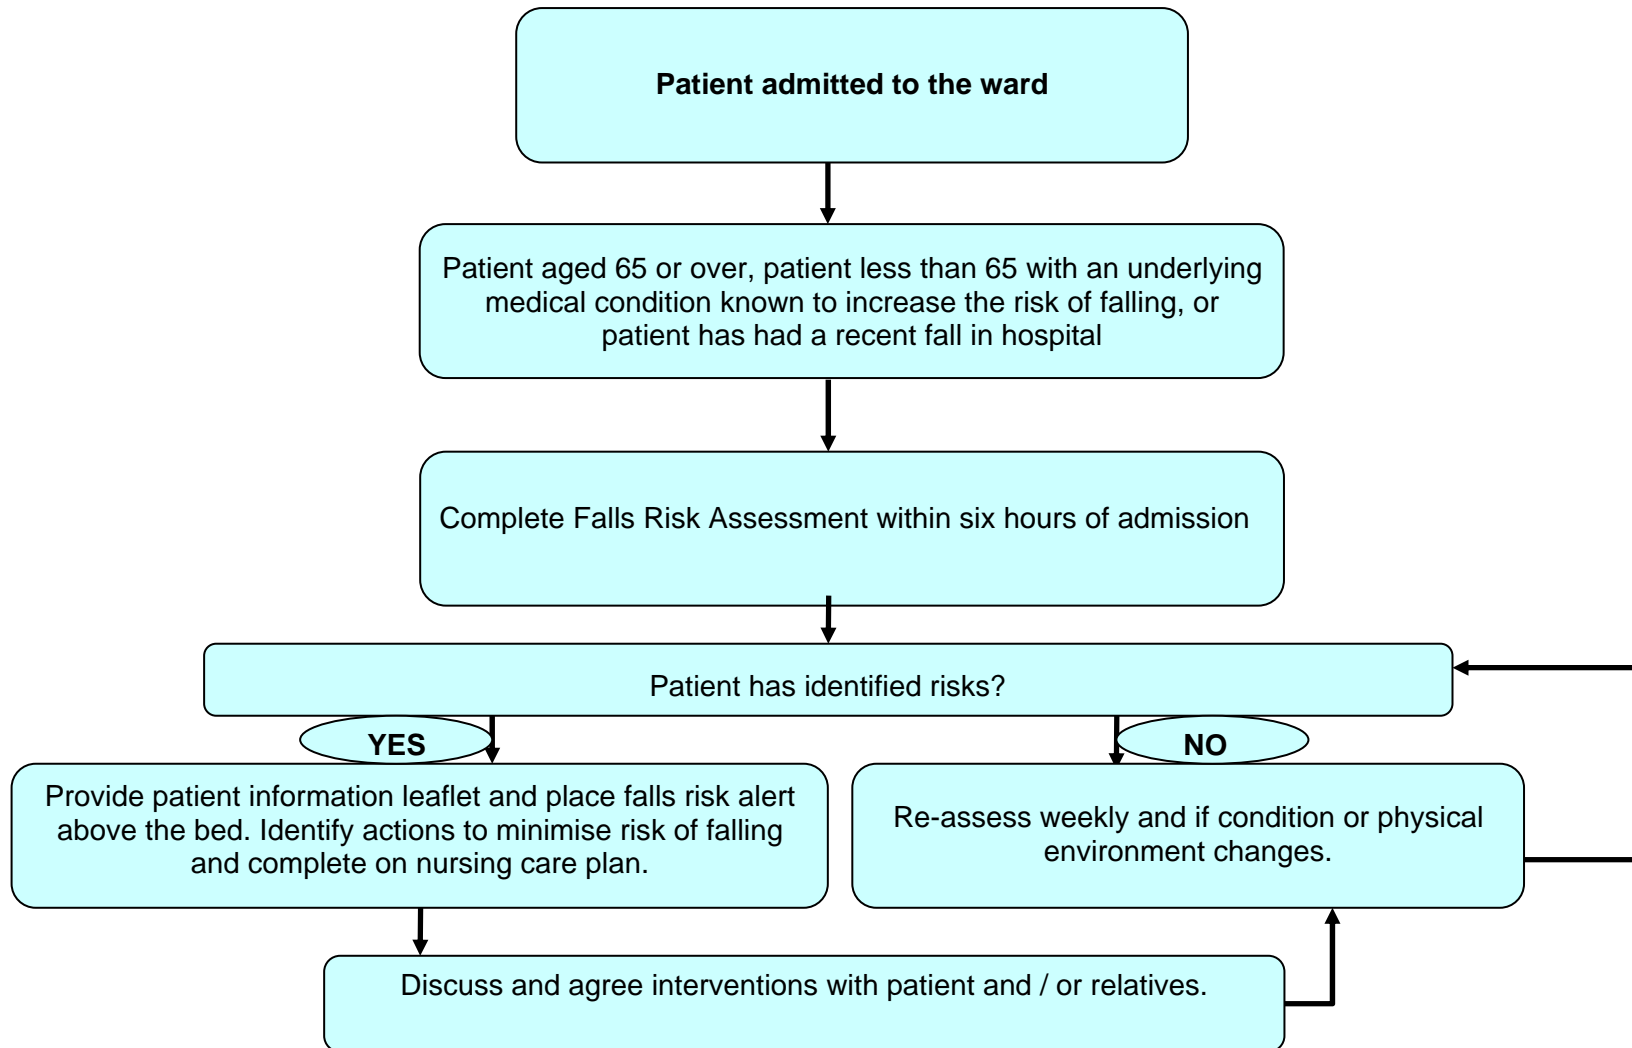 Patient admitted to the ward
Patient aged 65 or over, patient less than 65 with an underlying
medical condition known to increase the risk of falling, or
patient has had a recent fall in hospital
Complete Falls Risk Assessment within six hours of admission
Patient has identified risks?
YES
NO
Provide patient information leaflet and place falls risk alert
above the bed. Identify actions to minimise risk of falling
and complete on nursing care plan.
Re-assess weekly and if condition or physical
environment changes.
Discuss and agree interventions with patient and / or relatives.